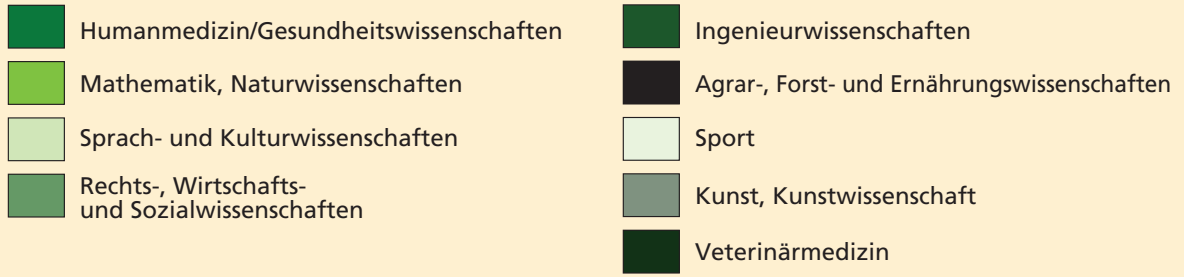 Humanmedizin/Gesundheitswissenschaften
Mathematik, Naturwissenschaften
Sprach- und Kulturwissenschaften
Rechts-, Wirtschafts-
und Sozialwissenschaften
Ingenieurwissenschaften
Agrar-, Forst- und Ernährungswissenschaften
Sport
Kunst, Kunstwissenschaft
Veterinärmedizin